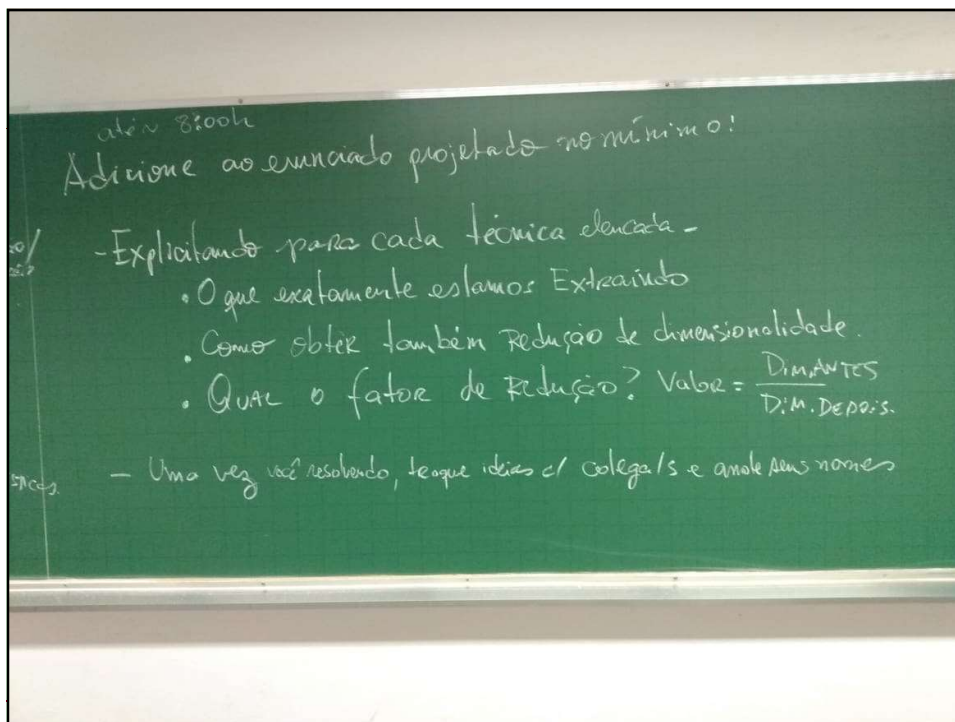 até 8:00h
Adicione ao enunciado projetado no mínimo:
- Explicitando para cada técnica elencada -
• O que exatamente estamos Extraindo
• Como obter também Redução de dimensionalidade.
• QUAL o fator de Redução? Valor = DIM. ANTES / DIM. DEPOIS.
- Uma vez você resolvendo, troque ideias c/ colega/s e anote seus nomes